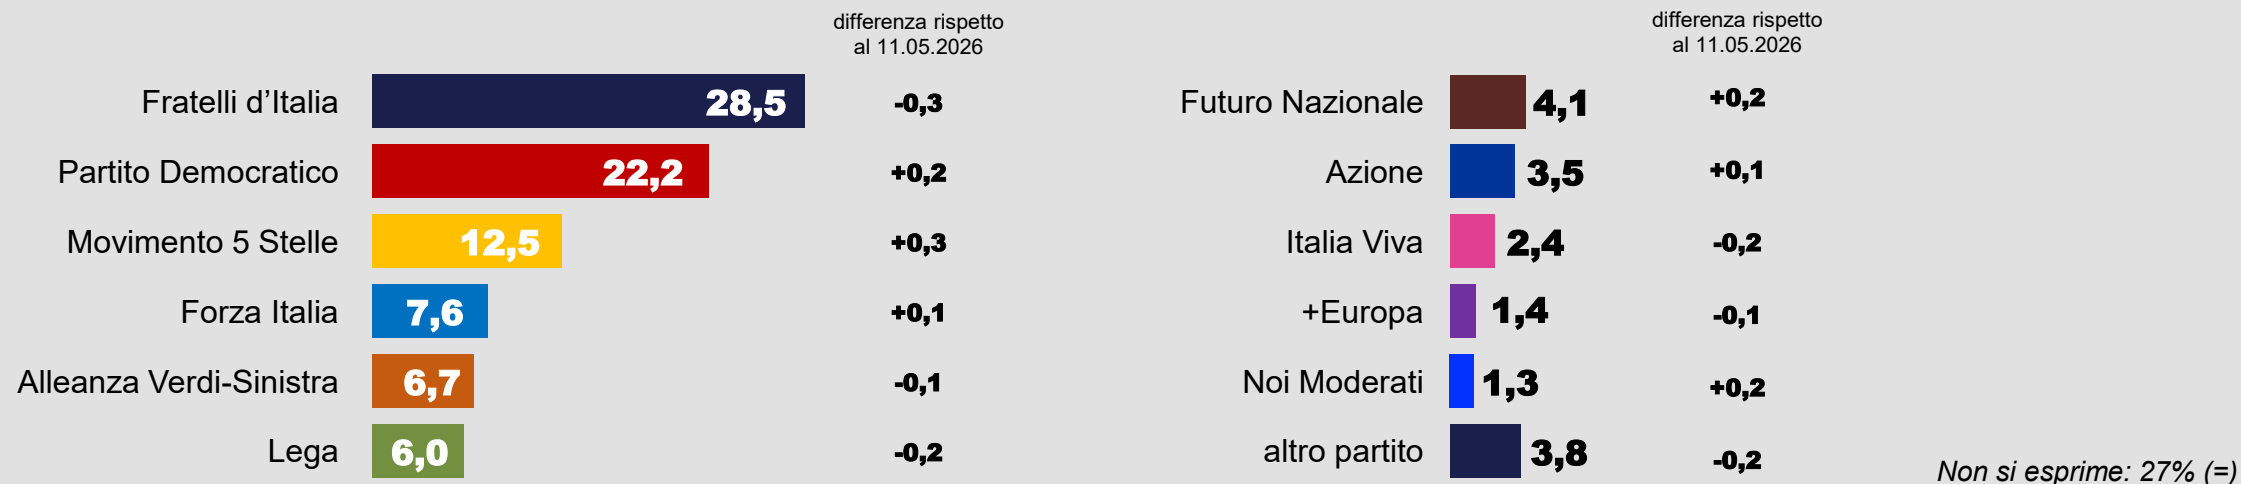 differenza rispetto
al 11.05.2026
Fratelli d’Italia 28,5 -0,3
Partito Democratico 22,2 +0,2
Movimento 5 Stelle 12,5 +0,3
Forza Italia 7,6 +0,1
Alleanza Verdi-Sinistra 6,7 -0,1
Lega 6,0 -0,2
differenza rispetto
al 11.05.2026
Futuro Nazionale 4,1 +0,2
Azione 3,5 +0,1
Italia Viva 2,4 -0,2
+Europa 1,4 -0,1
Noi Moderati 1,3 +0,2
altro partito 3,8 -0,2
Non si esprime: 27% (=)